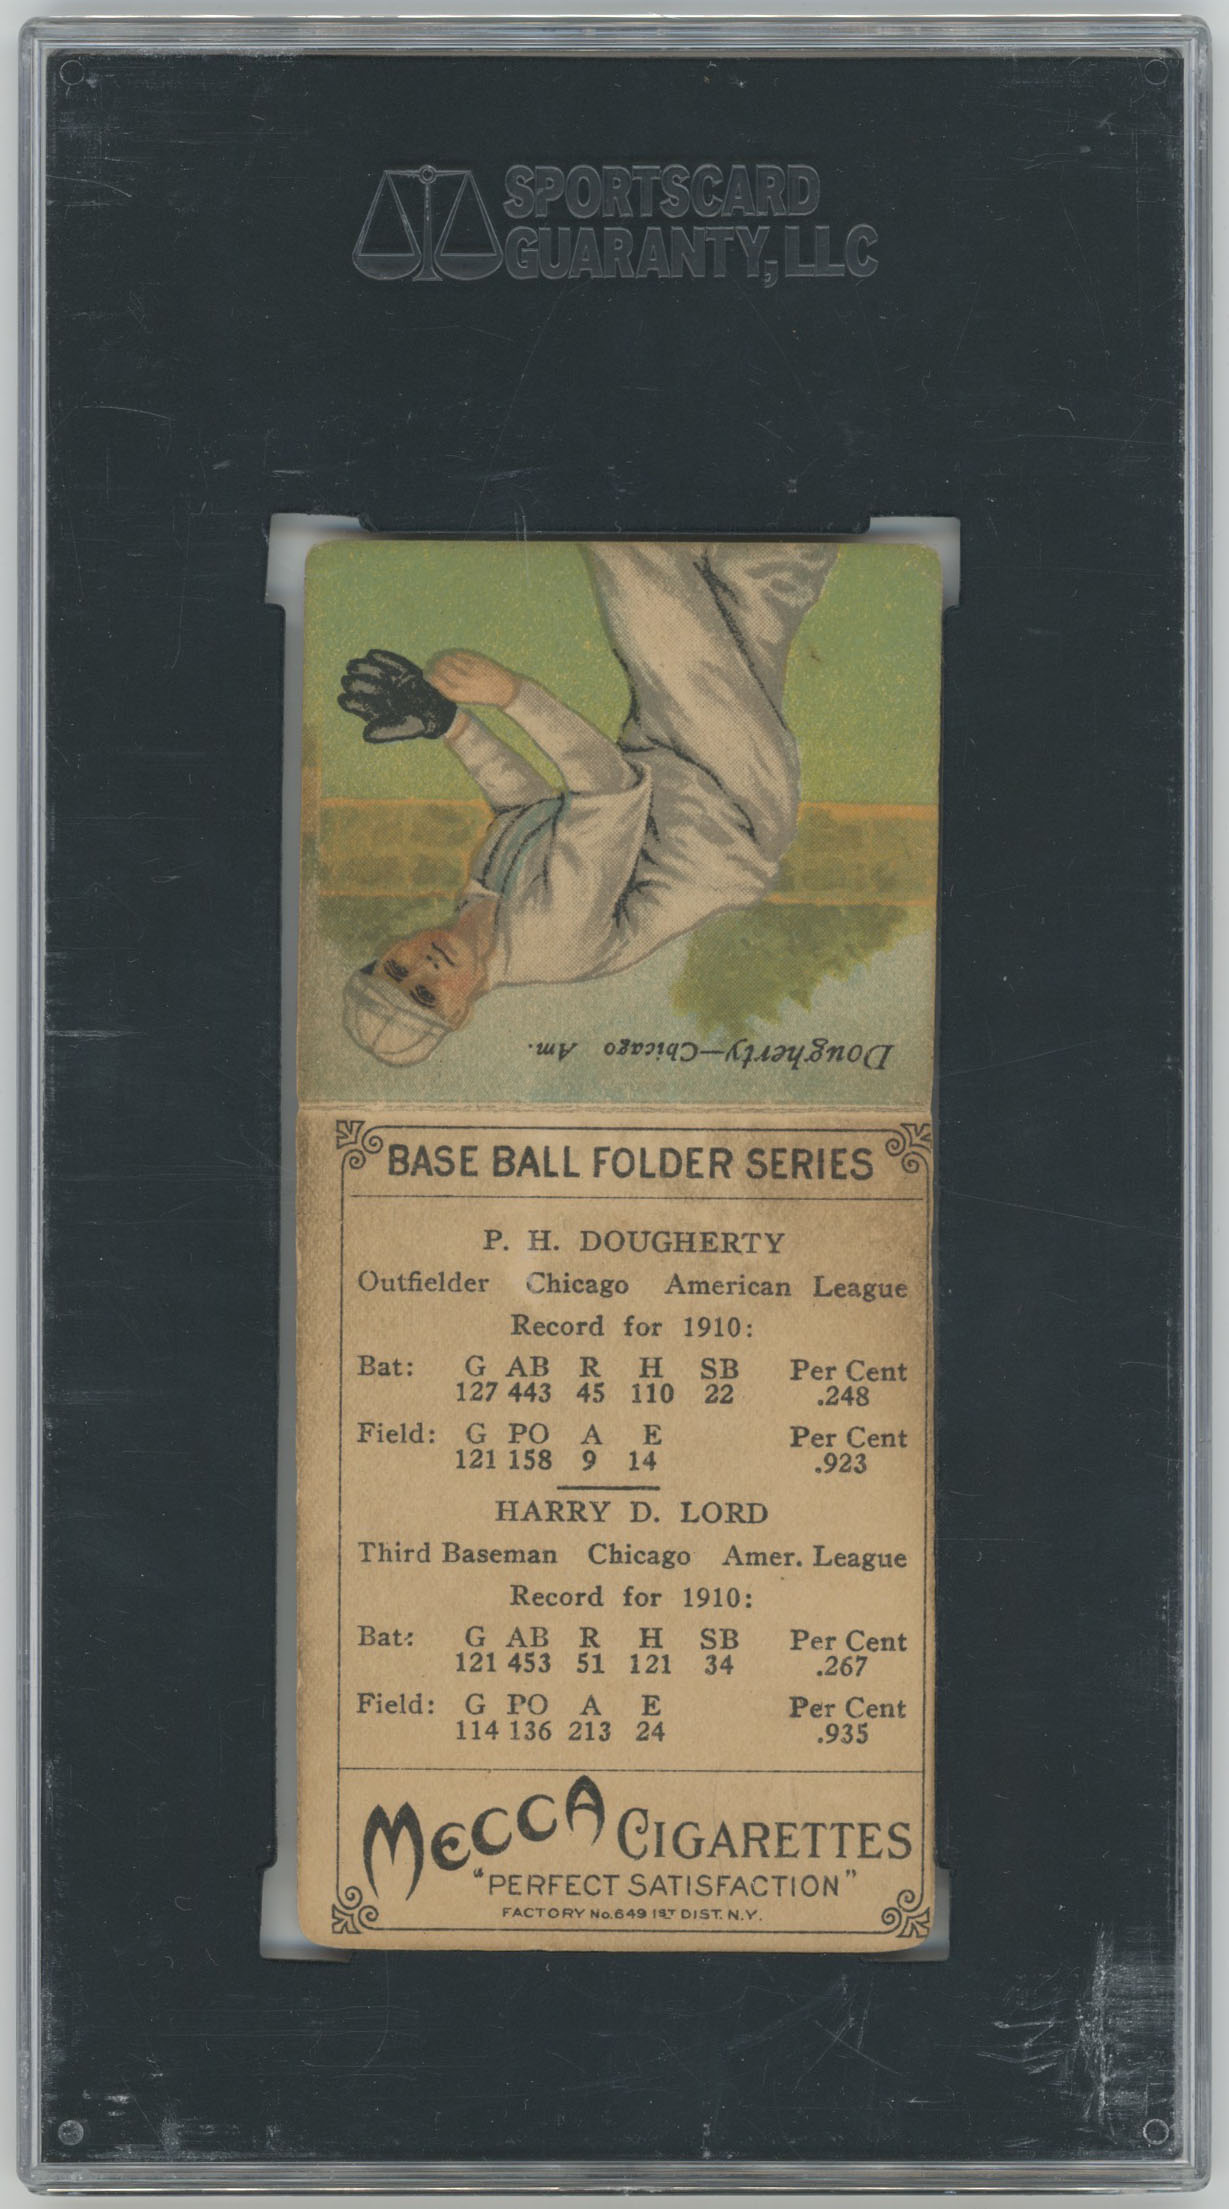 SPORTSCARD
GUARANTY, LLC
Dougherty—Chicago Am.
BASE BALL FOLDER SERIES
P. H. DOUGHERTY
Outfielder Chicago American League
Record for 1910:
Bat: G AB R H SB Per Cent
127 443 45 110 22 .248
Field: G PO A E Per Cent
121 158 9 14 .923
HARRY D. LORD
Third Baseman Chicago Amer. League
Record for 1910:
Bat: G AB R H SB Per Cent
121 453 51 121 34 .267
Field: G PO A E Per Cent
114 136 213 24 .935
MECCA CIGARETTES
"PERFECT SATISFACTION"
FACTORY No. 649 1ST DIST. N.Y.